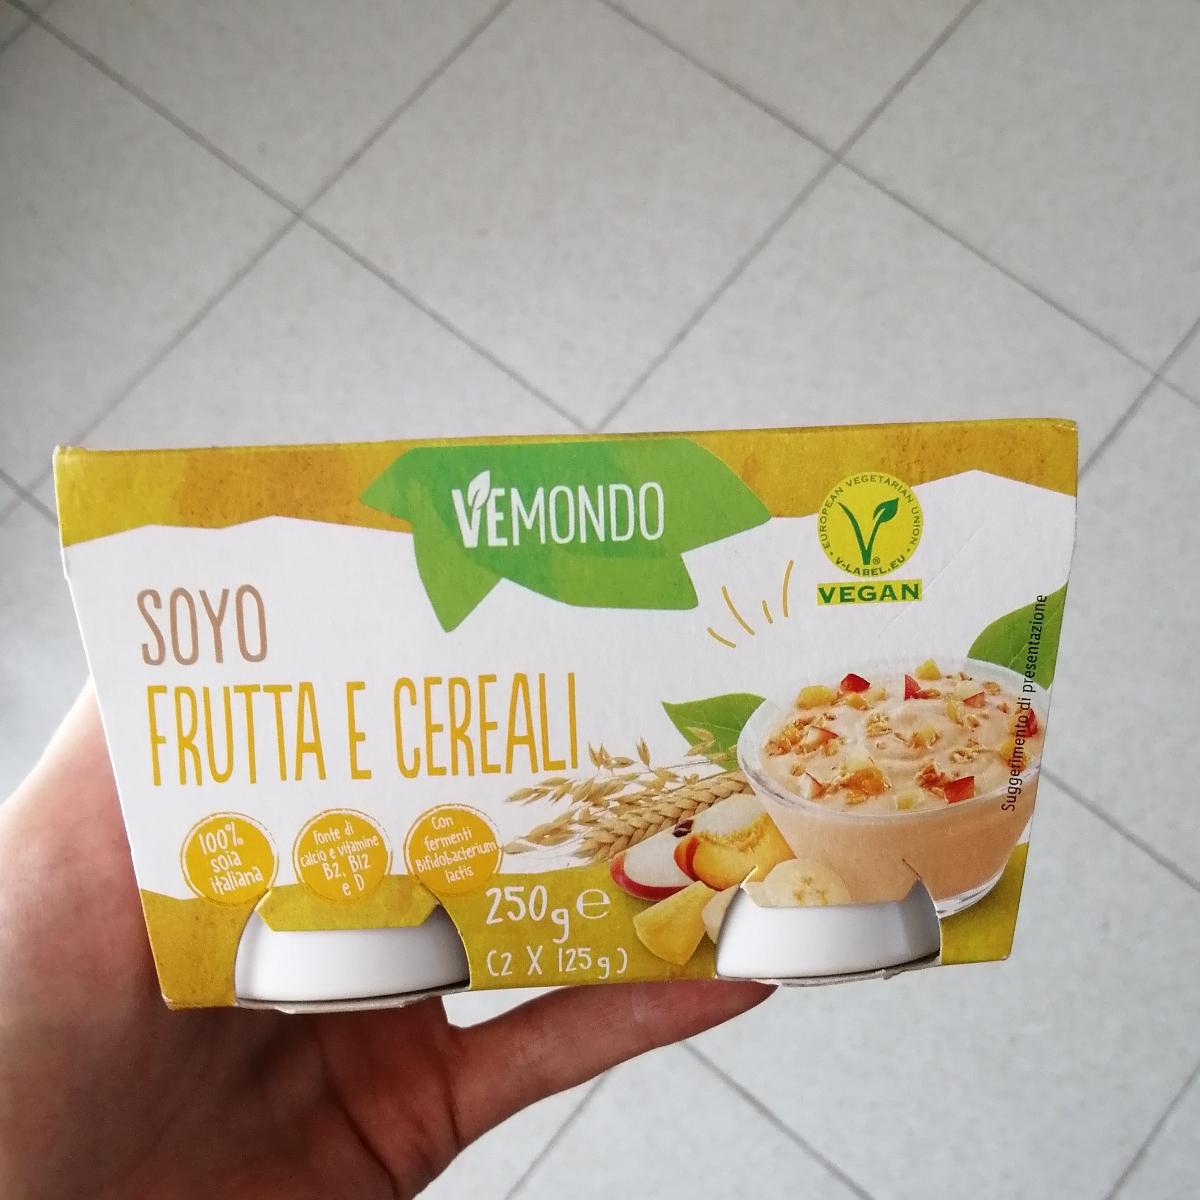 VEMONDO
EUROPEAN VEGETARIAN UNION
V-LABEL.EU
®
VEGAN
SOYO
FRUTTA E CEREALI
100%
soia
italiana
Fonte di
calcio e vitamine
B2, B12
e D
Con
fermenti
Bifidobacterium
lactis
250g e
(2 X 125g)
Suggerimento di presentazione